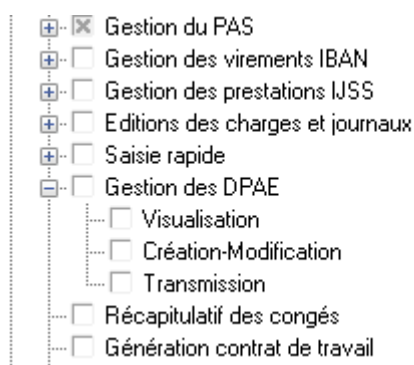 Gestion du PAS
Gestion des virements IBAN
Gestion des prestations IJSS
Editions des charges et journaux
Saisie rapide
Gestion des DPAE
Visualisation
Création-Modification
Transmission
Récapitulatif des congés
Génération contrat de travail